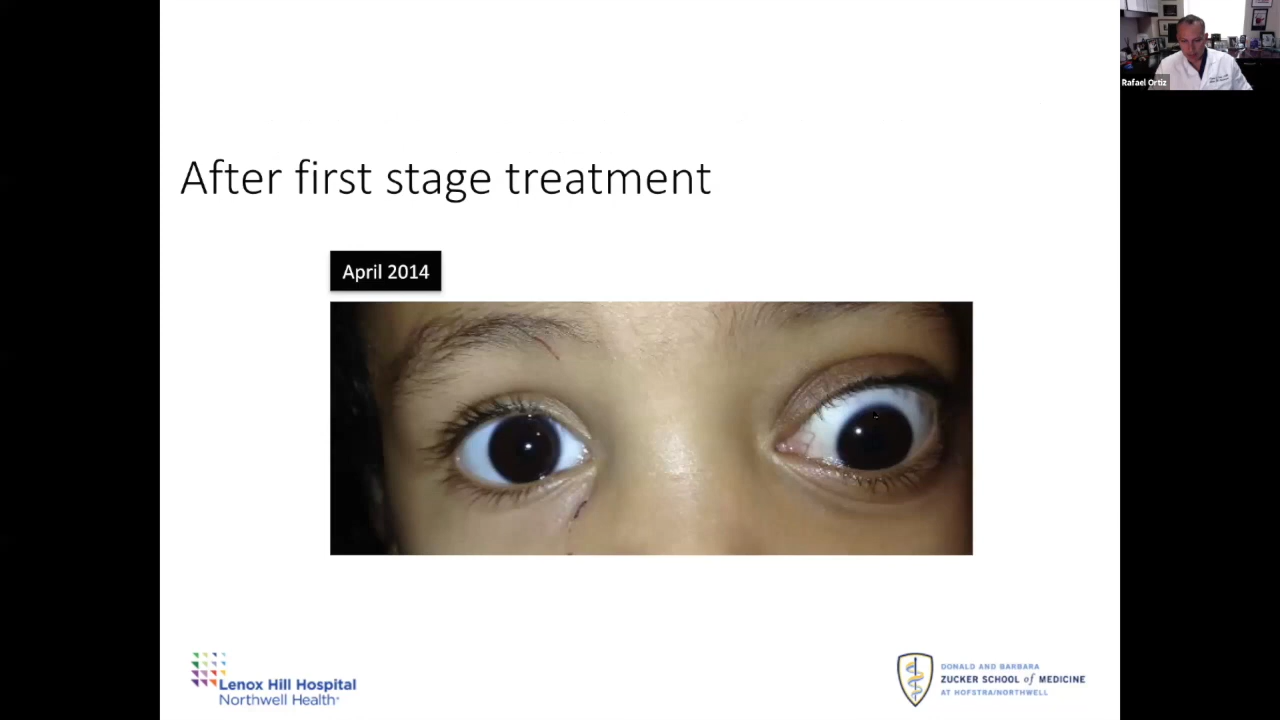 Rafael Ortiz
After first stage treatment
April 2014
Lenox Hill Hospital
Northwell Health
DONALD AND BARBARA
ZUCKER SCHOOL of MEDICINE
AT HOFSTRA/NORTHWELL